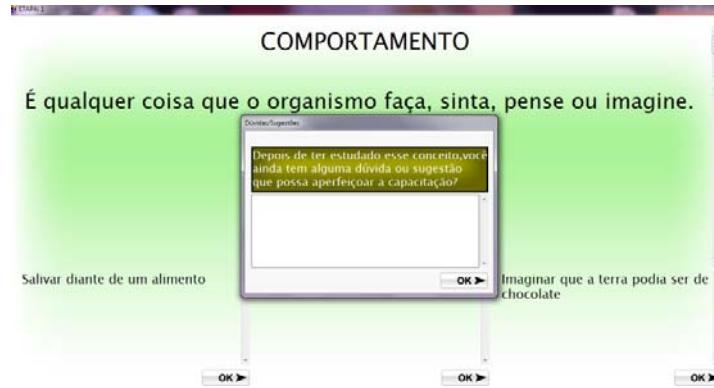 ETAPA 1
COMPORTAMENTO
É qualquer coisa que o organismo faça, sinta, pense ou imagine.
Dúvidas/Sugestões
Depois de ter estudado esse conceito,você
ainda tem alguma dúvida ou sugestão
que possa aperfeiçoar a capacitação?
OK
Salivar diante de um alimento
Imaginar que a terra podia ser de
chocolate
OK
OK
OK